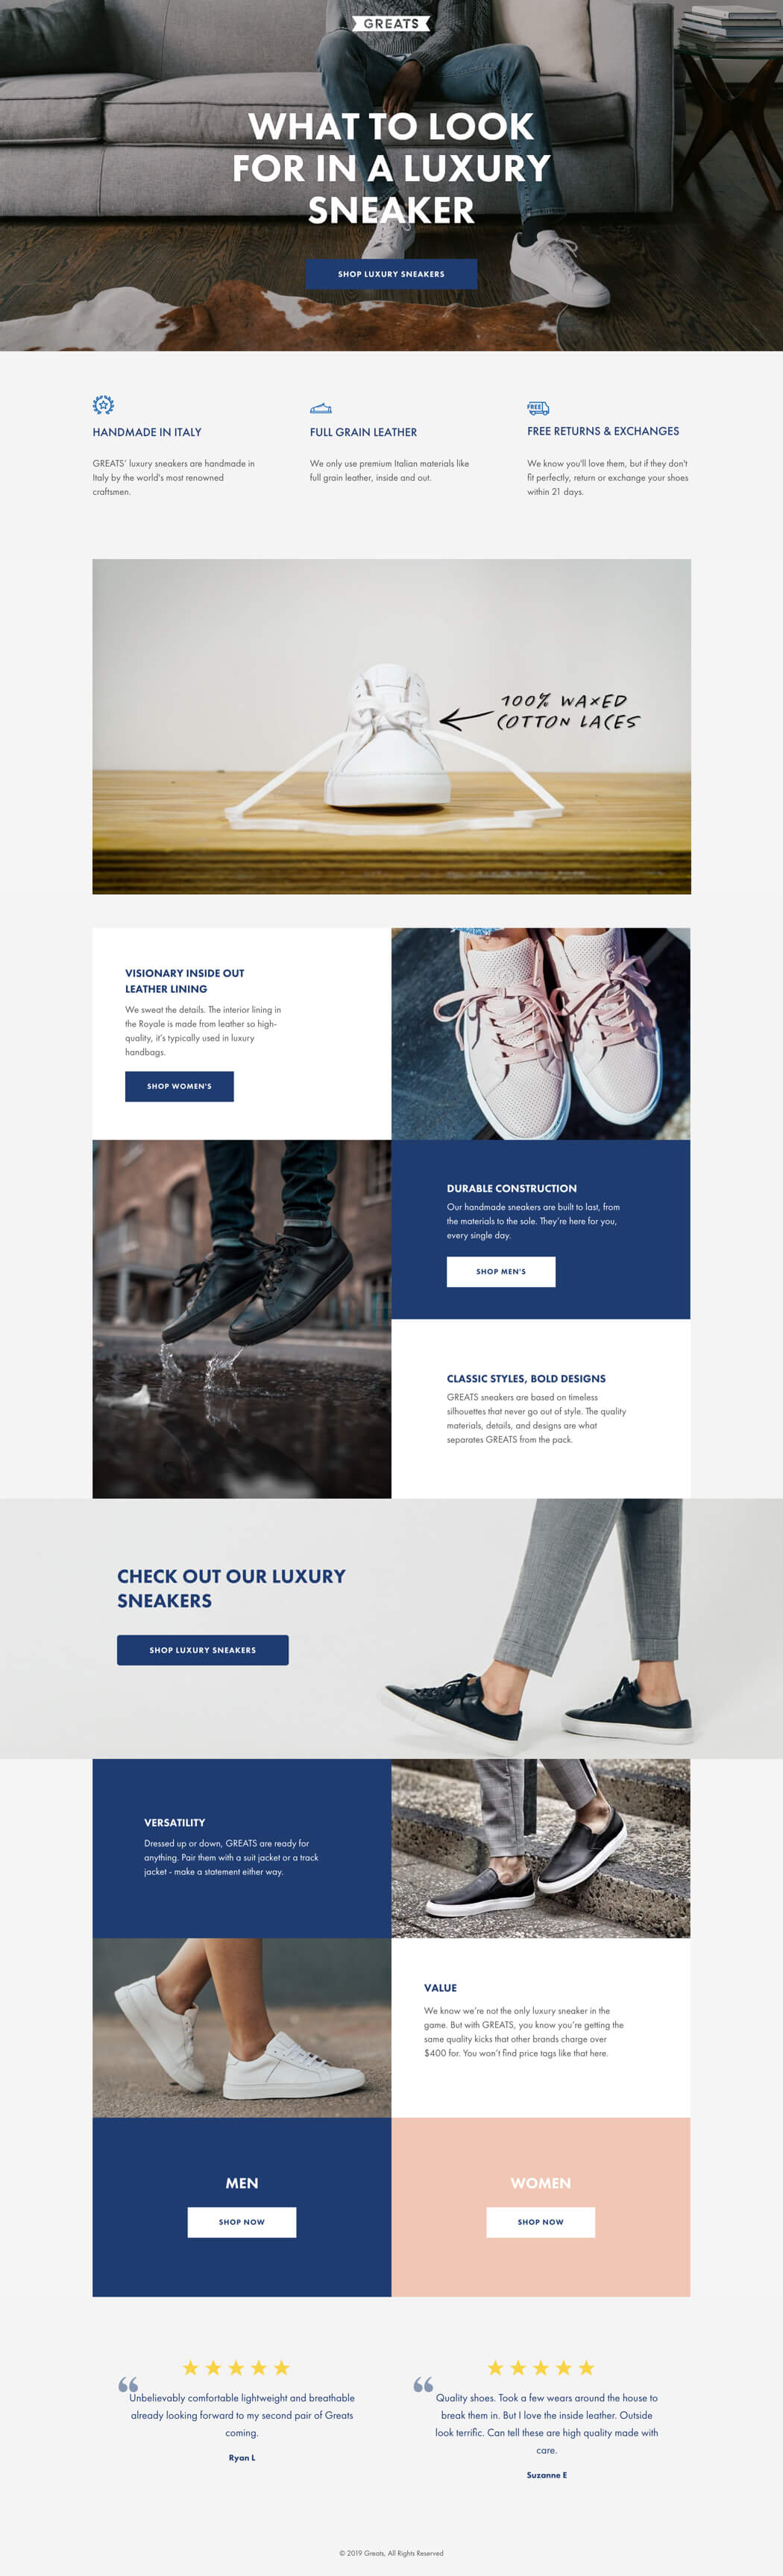 GREATS
WHAT TO LOOK
FOR IN A LUXURY
SNEAKER
SHOP LUXURY SNEAKERS
HANDMADE IN ITALY
GREATS' luxury sneakers are handmade in
Italy by the world's most renowned
craftsmen.
FULL GRAIN LEATHER
We only use premium Italian materials like
full grain leather, inside and out.
FREE
FREE RETURNS & EXCHANGES
We know you'll love them, but if they don't
fit perfectly, return or exchange your shoes
within 21 days.
100% WAXED
COTTON LACES
VISIONARY INSIDE OUT
LEATHER LINING
We sweat the details. The interior lining in
the Royale is made from leather so high-
quality, it's typically used in luxury
handbags.
SHOP WOMEN'S
DURABLE CONSTRUCTION
Our handmade sneakers are built to last, from
the materials to the sole. They're here for you,
every single day.
SHOP MEN'S
CLASSIC STYLES, BOLD DESIGNS
GREATS sneakers are based on timeless
silhouettes that never go out of style. The quality
materials, details, and designs are what
separates GREATS from the pack.
CHECK OUT OUR LUXURY
SNEAKERS
SHOP LUXURY SNEAKERS
VERSATILITY
Dressed up or down, GREATS are ready for
anything. Pair them with a suit jacket or a track
jacket - make a statement either way.
VALUE
We know we're not the only luxury sneaker in the
game. But with GREATS, you know you're getting the
same quality kicks that other brands charge over
$400 for. You won't find price tags like that here.
MEN
SHOP NOW
WOMEN
SHOP NOW
Unbelievably comfortable lightweight and breathable
already looking forward to my second pair of Greats
coming.
Ryan L
Quality shoes. Took a few wears around the house to
break them in. But I love the inside leather. Outside
look terrific. Can tell these are high quality made with
care.
Suzanne E
© 2019 Greats, All Rights Reserved